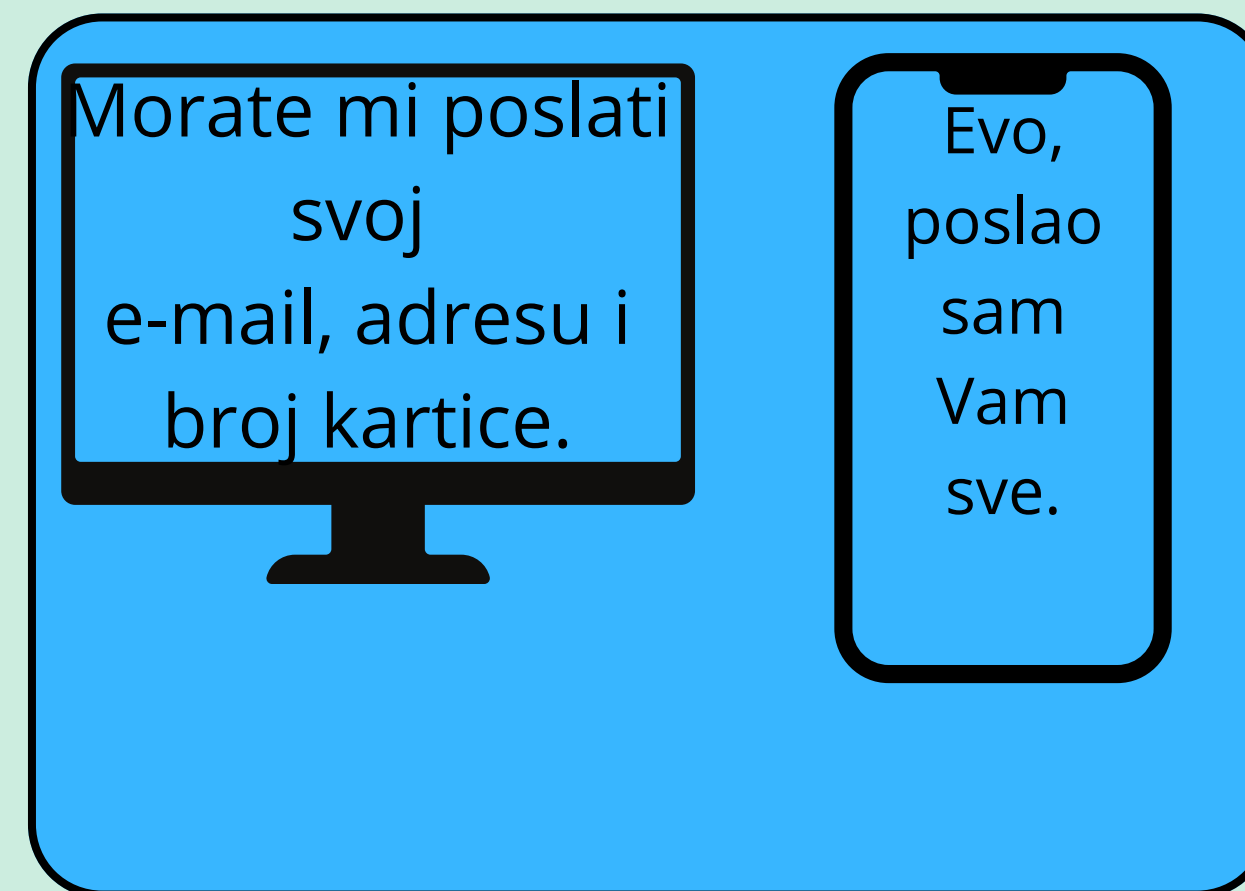 Morate mi poslati
svoj
e-mail, adresu i
broj kartice.
Evo,
poslao
sam
Vam
sve.